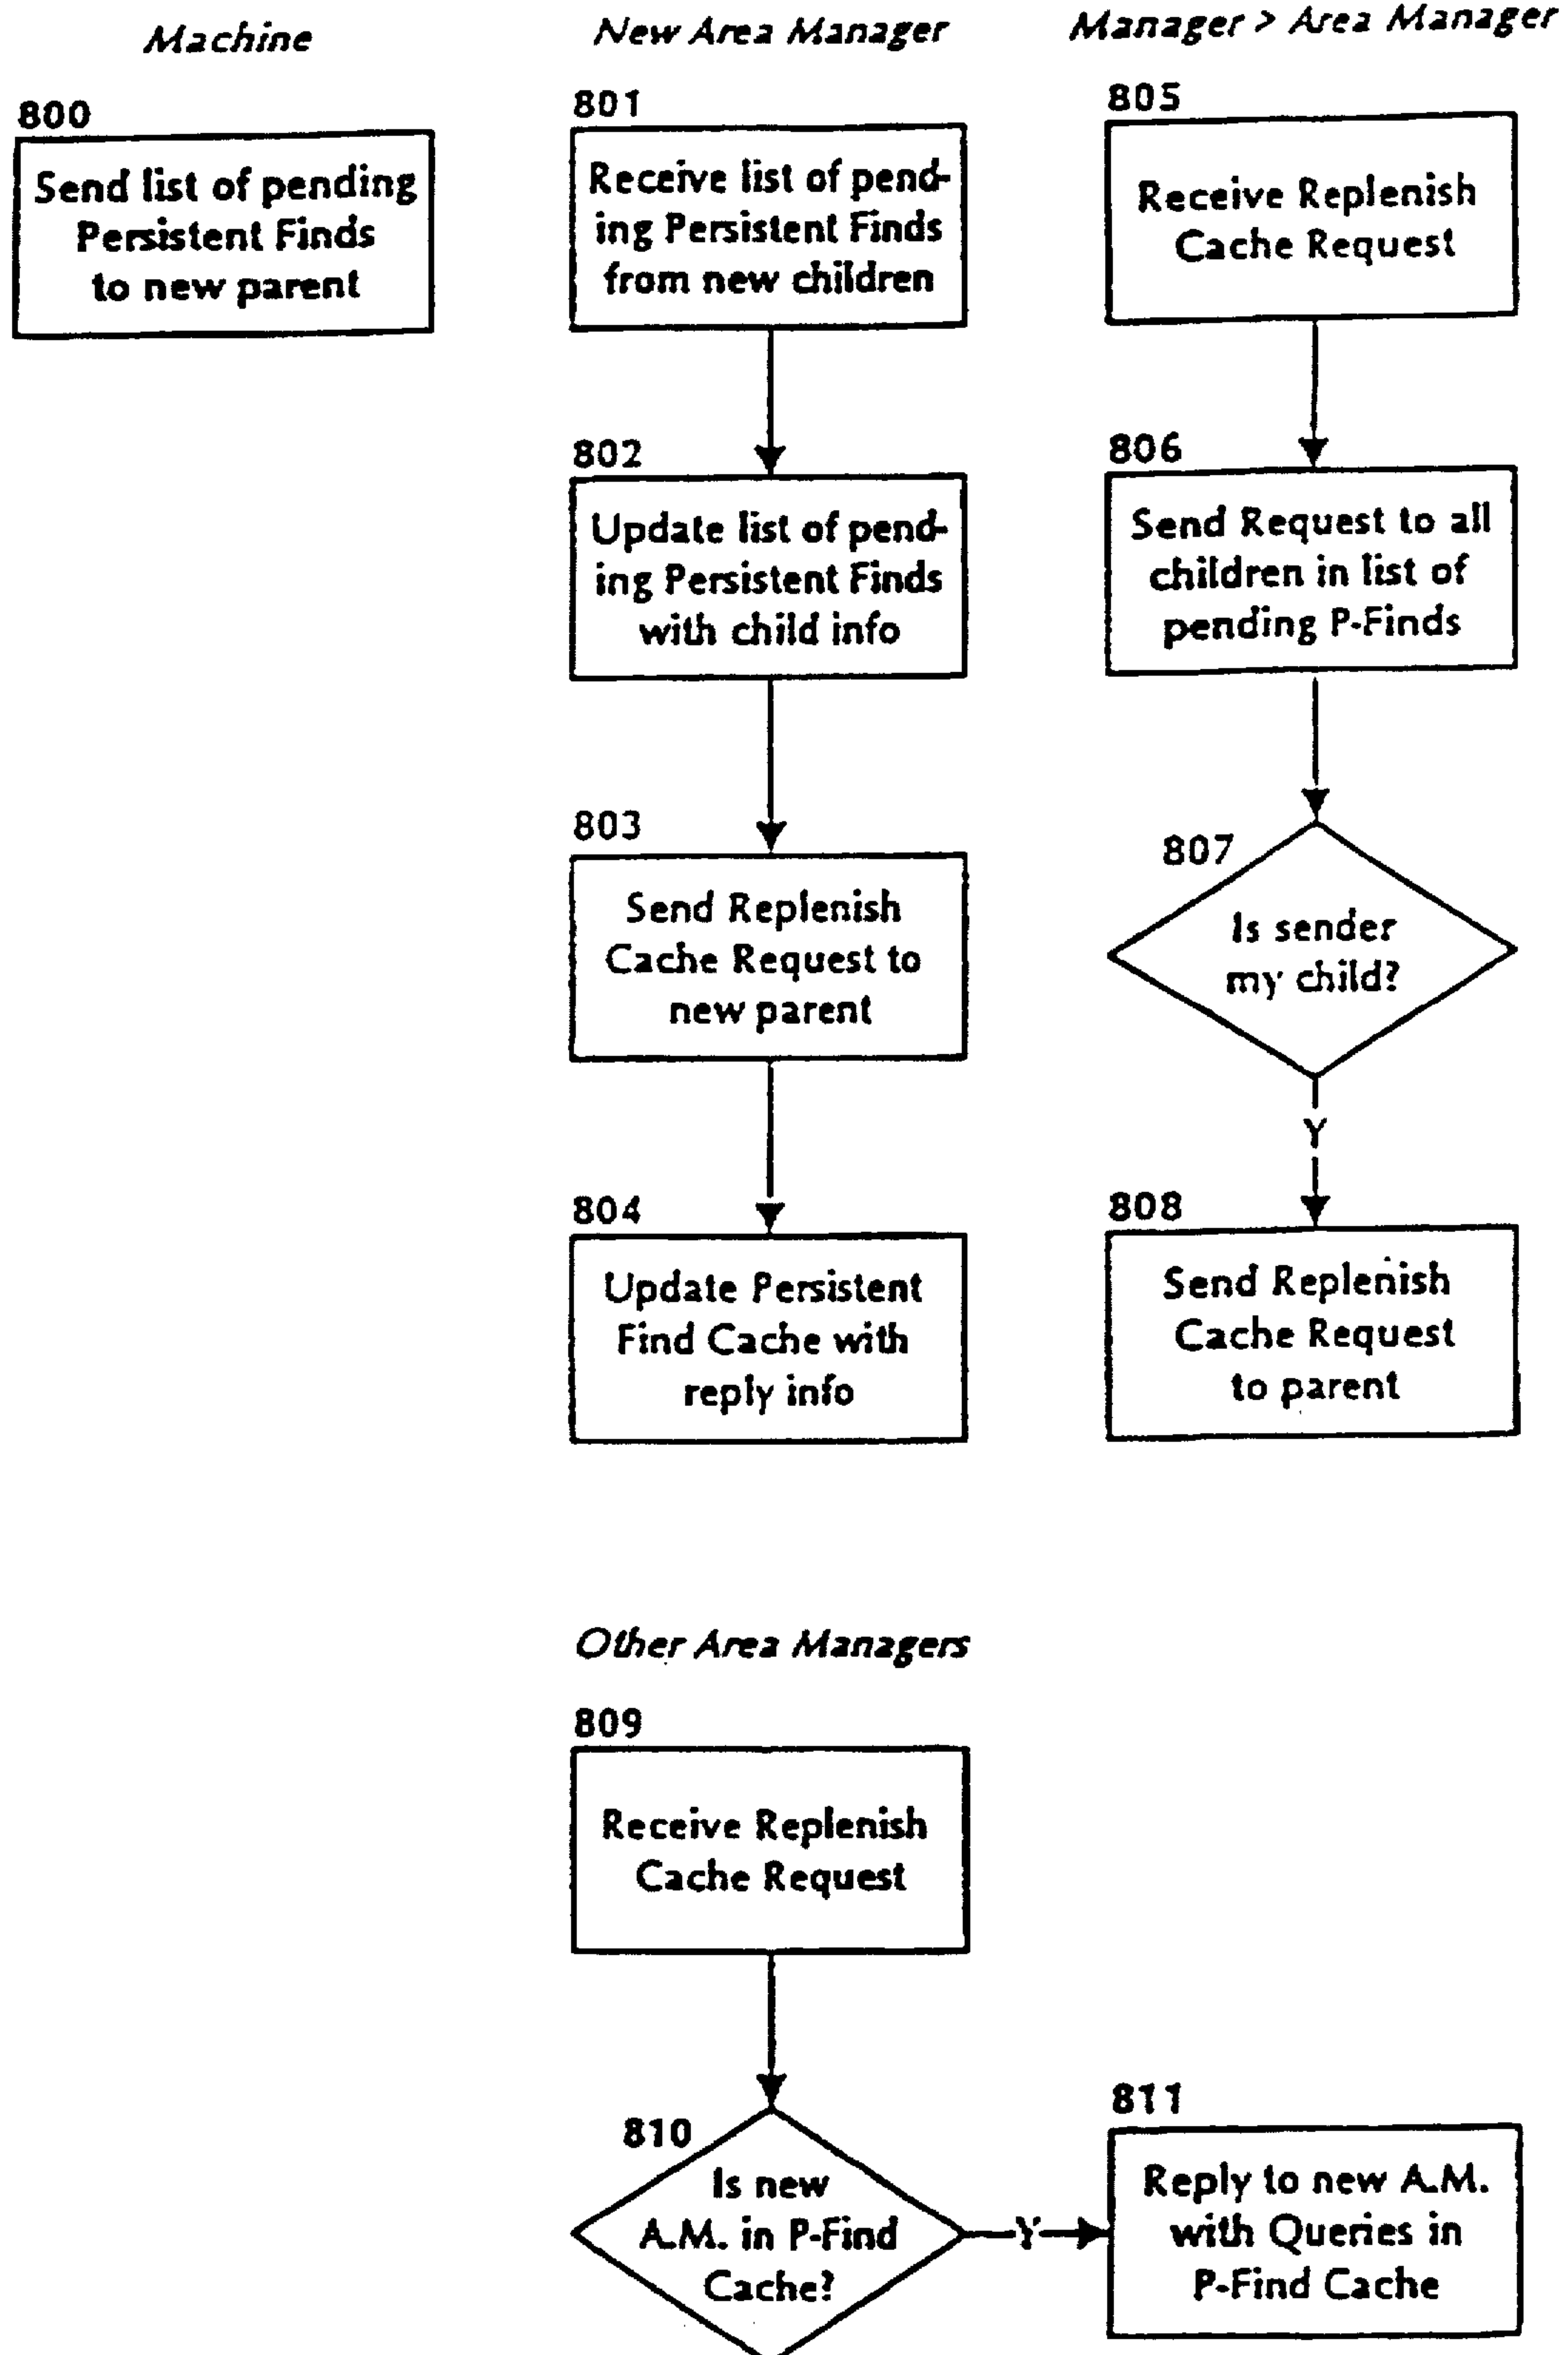 Machine
New Area Manager
Manager > Area Manager
800
Send list of pending
Persistent Finds
to new parent
801
Receive list of pend-
ing Persistent Finds
from new children
802
Update list of pend-
ing Persistent Finds
with child info
803
Send Replenish
Cache Request to
new parent
804
Update Persistent
Find Cache with
reply info
805
Receive Replenish
Cache Request
806
Send Request to all
children in list of
pending P-Finds
807
Is sender
my child?
Y
808
Send Replenish
Cache Request
to parent
Other Area Managers
809
Receive Replenish
Cache Request
810
Is new
A.M. in P-Find
Cache?
Y
811
Reply to new A.M.
with Queries in
P-Find Cache